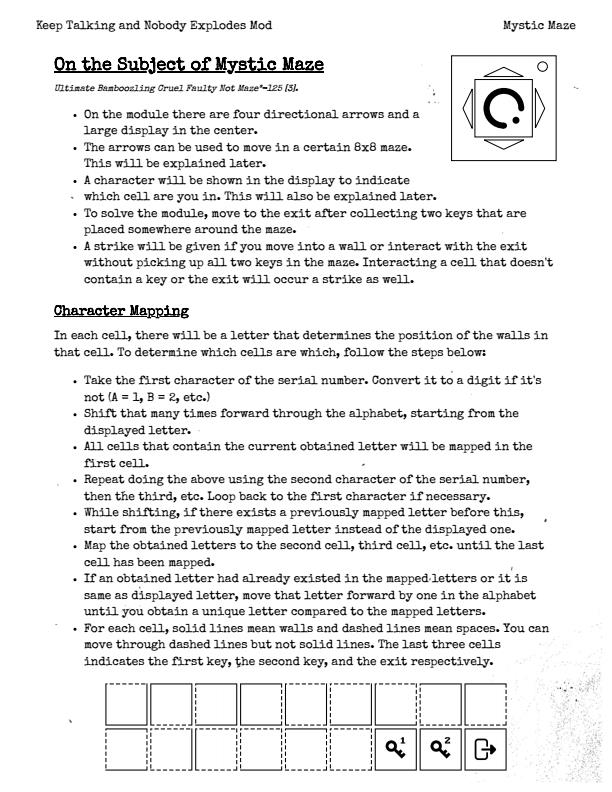 Keep Talking and Nobody Explodes Mod
Mystic Maze
On the Subject of Mystic Maze
Ultimate Bamboozling Cruel Faulty Not Maze³-125 [3].
• On the module there are four directional arrows and a
large display in the center.
• The arrows can be used to move in a certain 8x8 maze.
This will be explained later.
• A character will be shown in the display to indicate
which cell are you in. This will also be explained later.
• To solve the module, move to the exit after collecting two keys that are
placed somewhere around the maze.
• A strike will be given if you move into a wall or interact with the exit
without picking up all two keys in the maze. Interacting a cell that doesn't
contain a key or the exit will occur a strike as well.
Character Mapping
In each cell, there will be a letter that determines the position of the walls in
that cell. To determine which cells are which, follow the steps below:
• Take the first character of the serial number. Convert it to a digit if it's
not (A = 1, B = 2, etc.)
• Shift that many times forward through the alphabet, starting from the
displayed letter.
• All cells that contain the current obtained letter will be mapped in the
first cell.
• Repeat doing the above using the second character of the serial number,
then the third, etc. Loop back to the first character if necessary.
• While shifting, if there exists a previously mapped letter before this,
start from the previously mapped letter instead of the displayed one.
• Map the obtained letters to the second cell, third cell, etc. until the last
cell has been mapped.
• If an obtained letter had already existed in the mapped letters or it is
same as displayed letter, move that letter forward by one in the alphabet
until you obtain a unique letter compared to the mapped letters.
• For each cell, solid lines mean walls and dashed lines mean spaces. You can
move through dashed lines but not solid lines. The last three cells
indicates the first key, the second key, and the exit respectively.
1
2